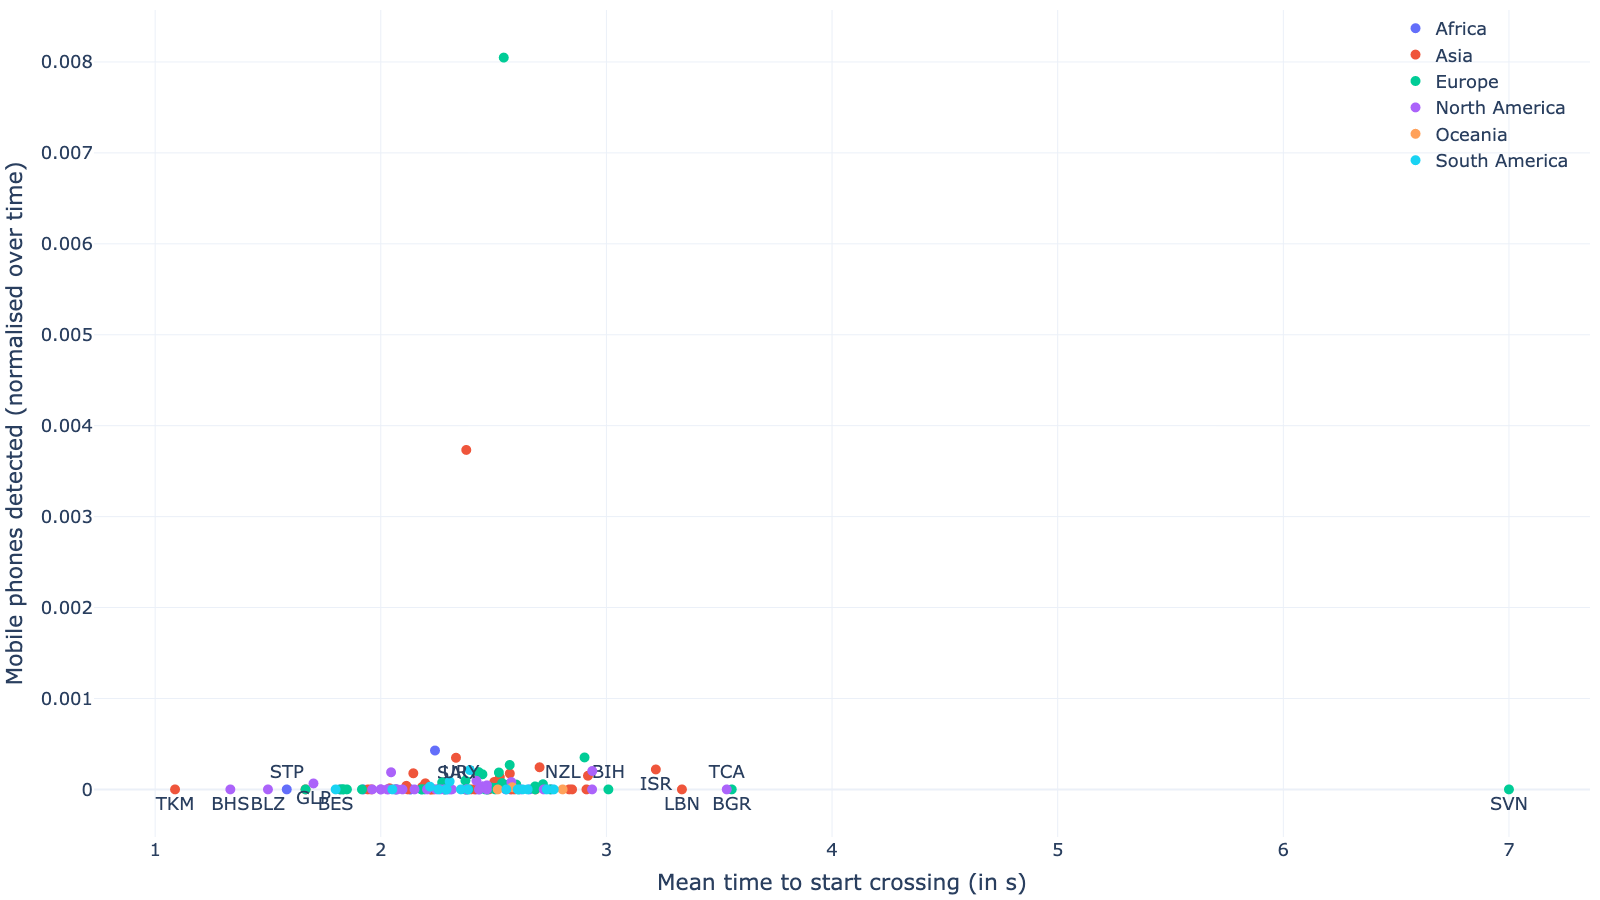 Africa
Asia
Europe
North America
Oceania
South America
Mobile phones detected (normalised over time)
0.008
0.007
0.006
0.005
0.004
0.003
0.002
0.001
0
STP
URY
NZL
BIH
TCA
ISR
GLP
TKM
BHS
BLZ
BES
LBN
BGR
SVN
1
2
3
4
5
6
7
Mean time to start crossing (in s)